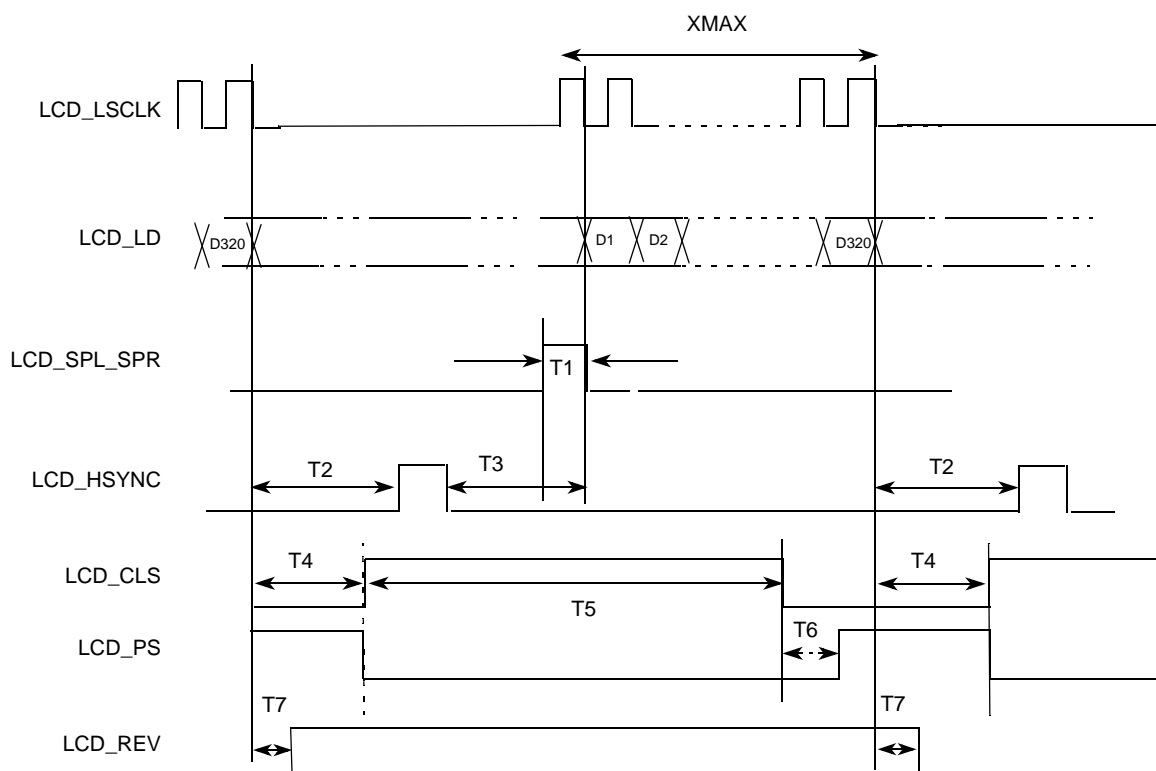 XMAX
LCD_LSCLK
LCD_LD
D320
D1
D2
D320
LCD_SPL_SPR
T1
LCD_HSYNC
T2
T3
T2
LCD_CLS
T4
T5
T4
LCD_PS
T6
LCD_REV
T7
T7